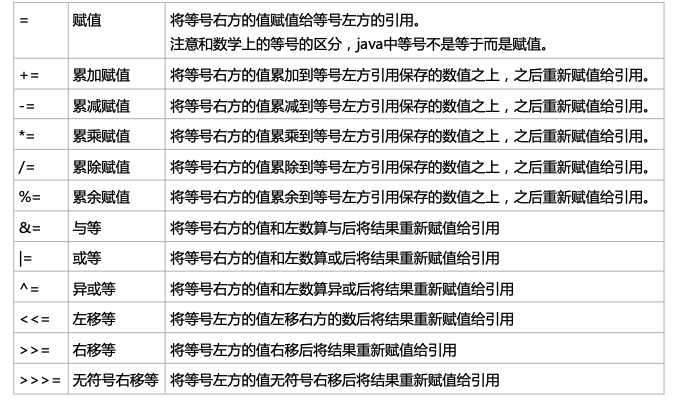 = 赋值 将等号右方的值赋值给等号左方的引用。
注意和数学上的等号的区分，java中等号不是等于而是赋值。
+= 累加赋值 将等号右方的值累加到等号左方引用保存的数值之上，之后重新赋值给引用。
-= 累减赋值 将等号右方的值累减到等号左方引用保存的数值之上，之后重新赋值给引用。
*= 累乘赋值 将等号右方的值累乘到等号左方引用保存的数值之上，之后重新赋值给引用。
/= 累除赋值 将等号右方的值累除到等号左方引用保存的数值之上，之后重新赋值给引用。
%= 累余赋值 将等号右方的值累余到等号左方引用保存的数值之上，之后重新赋值给引用。
&= 与等 将等号右方的值和左数算与后将结果重新赋值给引用
|= 或等 将等号右方的值和左数算或后将结果重新赋值给引用
^= 异或等 将等号右方的值和左数算异或后将结果重新赋值给引用
<<= 左移等 将等号左方的值左移右方的数后将结果重新赋值给引用
>>= 右移等 将等号左方的值右移后将结果重新赋值给引用
>>>= 无符号右移等 将等号左方的值无符号右移后将结果重新赋值给引用